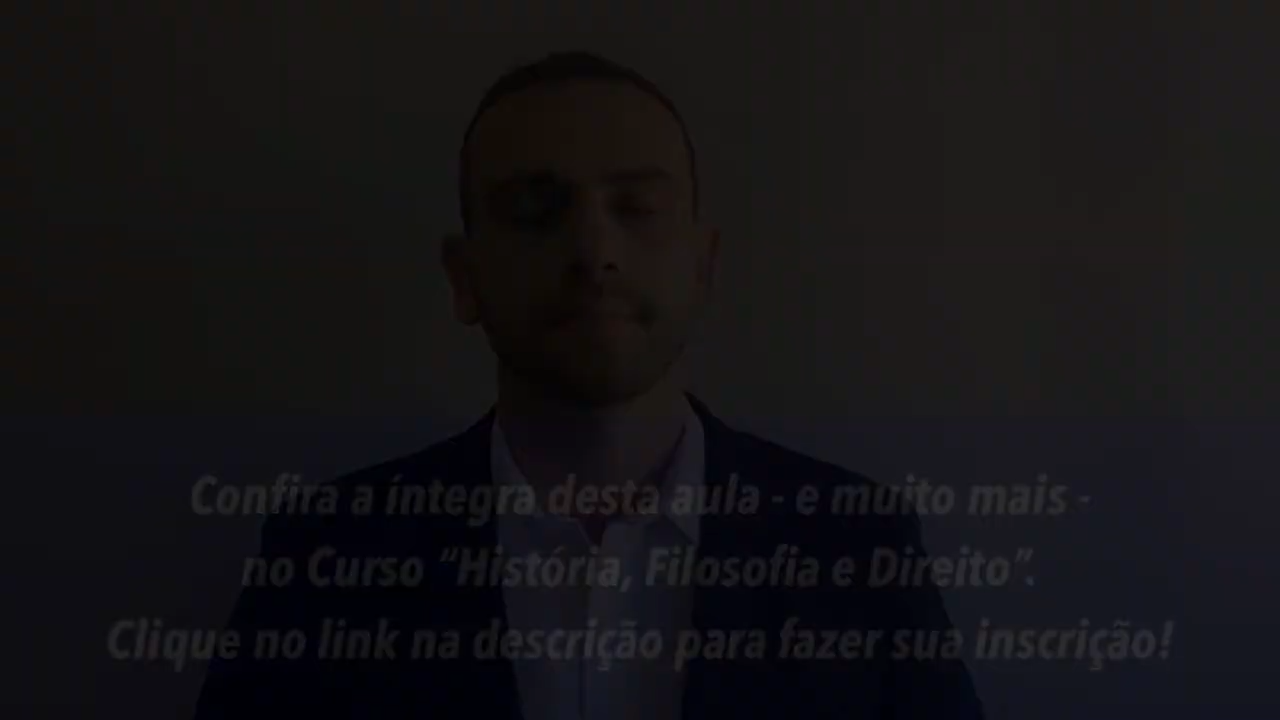 Confira a íntegra desta aula - e muito mais -
no Curso “História, Filosofia e Direito”.
Clique no link na descrição para fazer sua inscrição!